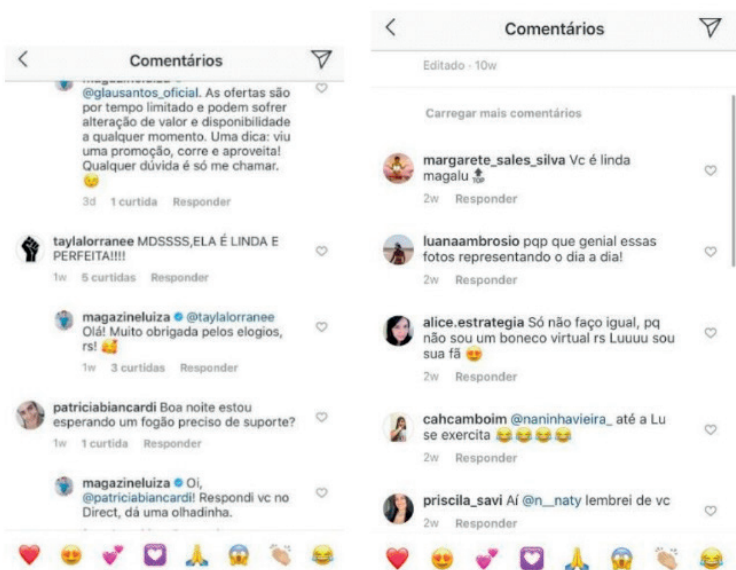 Comentários
@glausantos_oficial. As ofertas são
por tempo limitado e podem sofrer
alteração de valor e disponibilidade
a qualquer momento. Uma dica: viu
uma promoção, corre e aproveita!
Qualquer dúvida é só me chamar.
😉
3d 1 curtida Responder
taylalorranee MDSSSS,ELA É LINDA E
PERFEITA!!!!
1w 5 curtidas Responder
magazineluiza @taylalorranee
Olá! Muito obrigada pelos elogios,
rs! 🥰
1w 3 curtidas Responder
patriciabiancardi Boa noite estou
esperando um fogão preciso de suporte?
1w 1 curtida Responder
magazineluiza Oi,
@patriciabiancardi! Respondi vc no
Direct, dá uma olhadinha.
Comentários
Editado · 10w
Carregar mais comentários
margarete_sales_silva Vc é linda
magalu 🔝
2w Responder
luanaambrosio pqp que genial essas
fotos representando o dia a dia!
2w Responder
alice.estrategia Só não faço igual, pq
não sou um boneco virtual rs Luuuu sou
sua fã 😍
2w Responder
cahcamboim @naninhavieira_ até a Lu
se exercita 😂😂😂😂
2w Responder
priscila_savi Aí @n__naty lembrei de vc
2w Responder